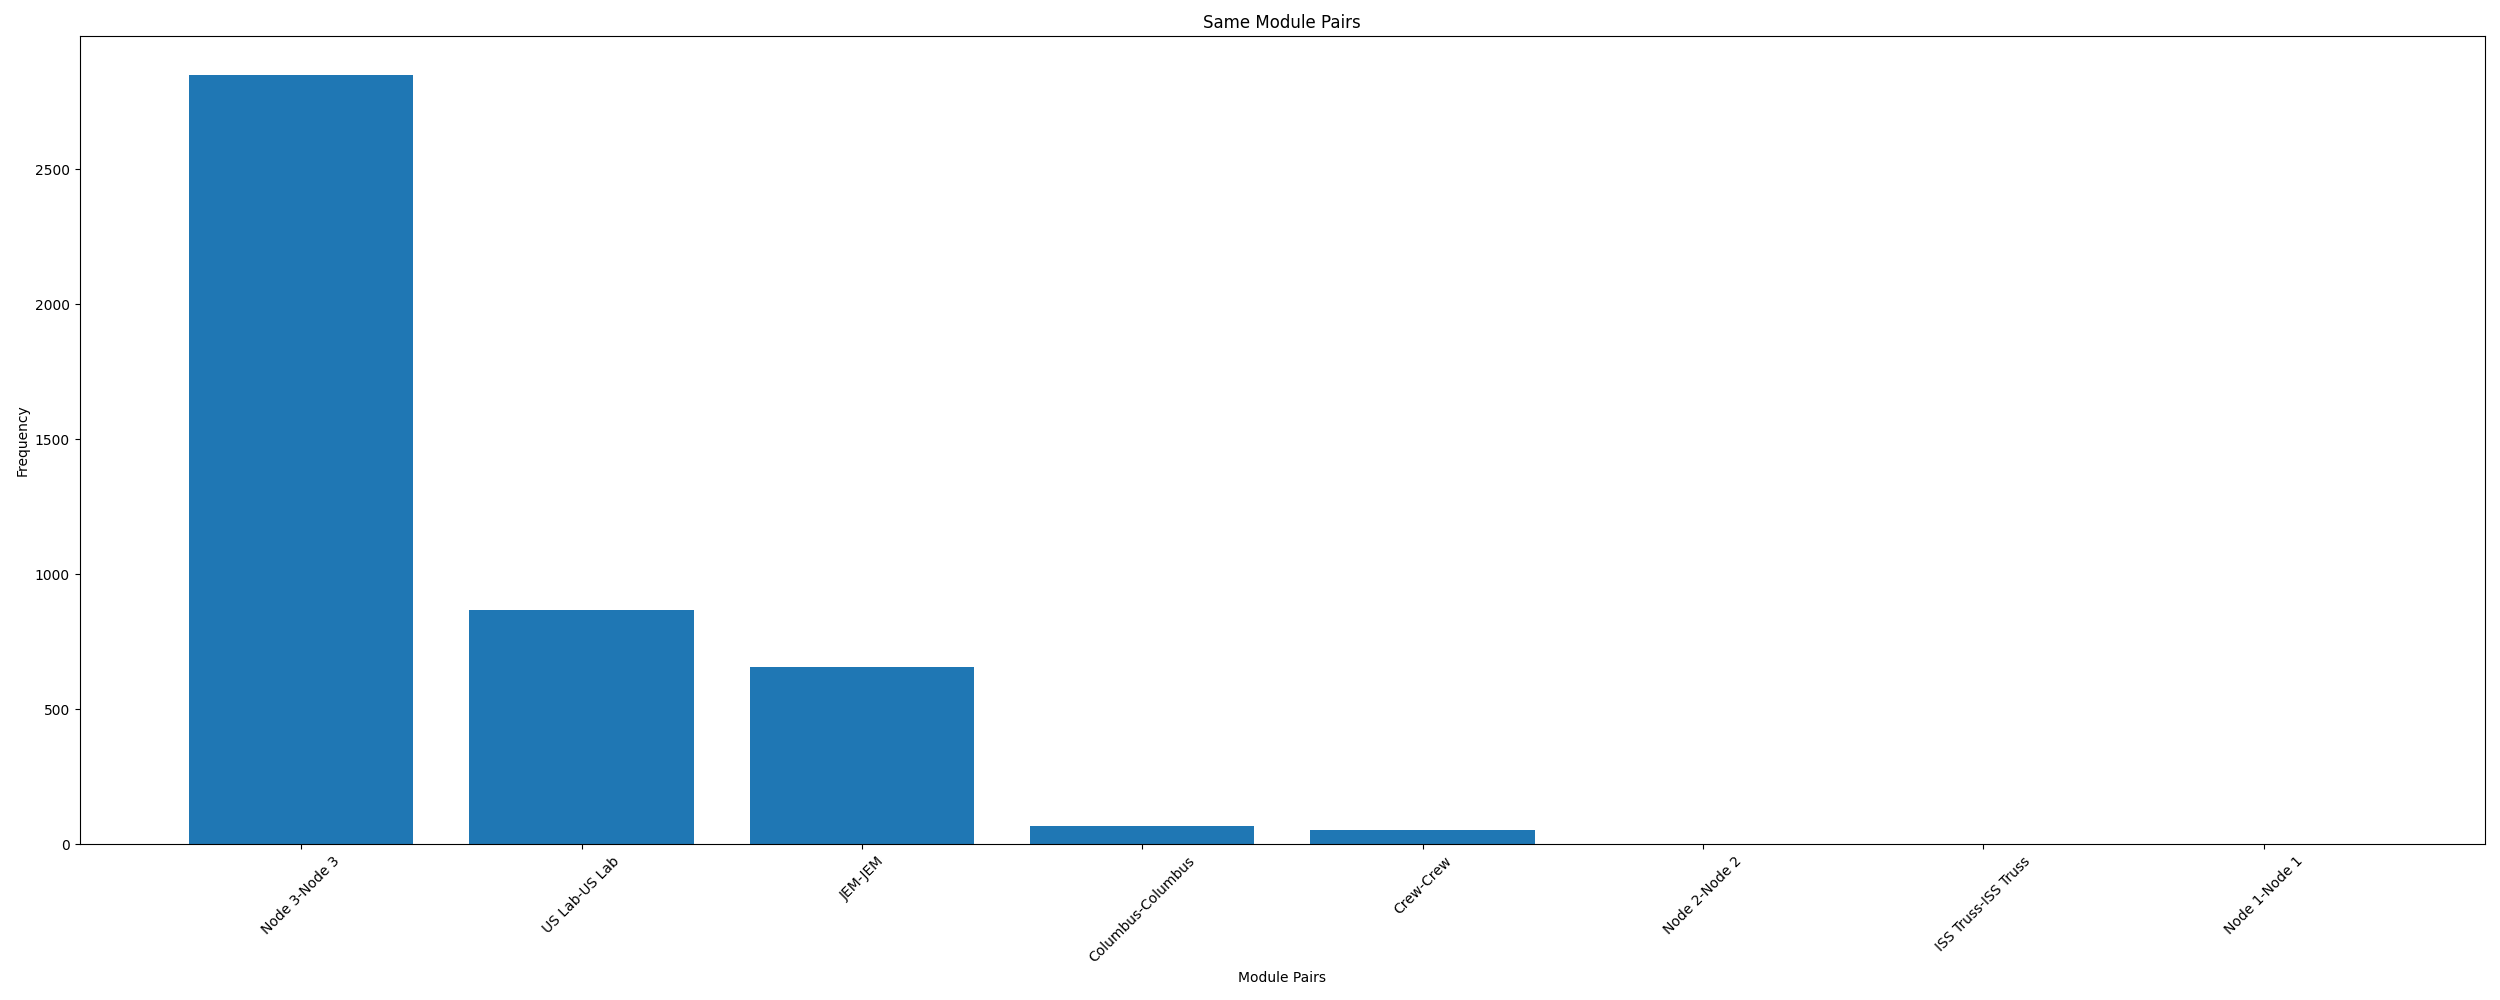 Same Module Pairs
Frequency
2500
2000
1500
1000
500
0
Node 3-Node 3
US Lab-US Lab
JEM-JEM
Columbus-Columbus
Crew-Crew
Node 2-Node 2
ISS Truss-ISS Truss
Node 1-Node 1
Module Pairs